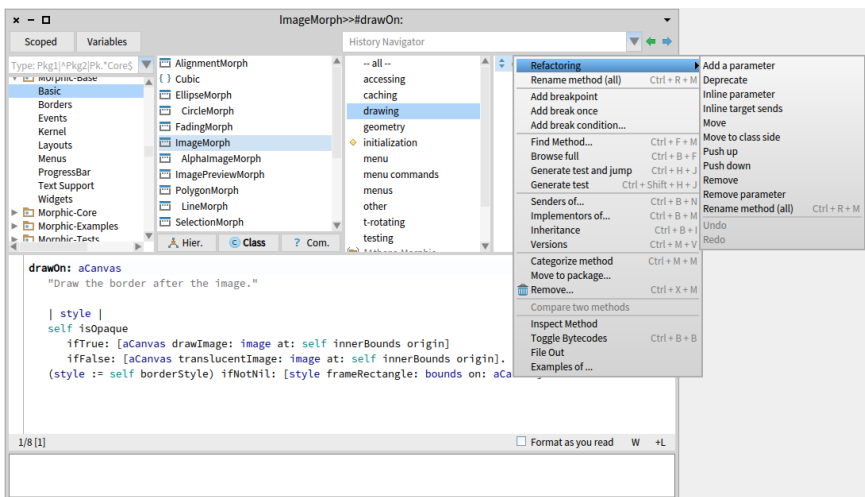 ImageMorph>>#drawOn:
Scoped
Variables
History Navigator
Type: Pkg1|^Pkg2|Pk.*Core$
Morphic-Base
Basic
Borders
Events
Kernel
Layouts
Menus
ProgressBar
Text Support
Widgets
Morphic-Core
Morphic-Examples
Morphic-Tests
AlignmentMorph
Cubic
EllipseMorph
CircleMorph
FadingMorph
ImageMorph
AlphaImageMorph
ImagePreviewMorph
PolygonMorph
LineMorph
SelectionMorph
Hier.
Class
? Com.
-- all --
accessing
caching
drawing
geometry
initialization
menu
menu commands
menus
other
t-rotating
testing
Refactoring
Rename method (all) Ctrl + R + M
Add breakpoint
Add break once
Add break condition...
Find Method... Ctrl + F + M
Browse full Ctrl + B + F
Generate test and jump Ctrl + H + J
Generate test Ctrl + Shift + H + J
Senders of... Ctrl + B + N
Implementors of... Ctrl + B + M
Inheritance Ctrl + B + I
Versions Ctrl + M + V
Categorize method Ctrl + M + M
Move to package...
Remove... Ctrl + X + M
Compare two methods
Inspect Method
Toggle Bytecodes Ctrl + B + B
File Out
Examples of ...
Add a parameter
Deprecate
Inline parameter
Inline target sends
Move
Move to class side
Push up
Push down
Remove
Remove parameter
Rename method (all) Ctrl + R + M
Undo
Redo
drawOn: aCanvas
"Draw the border after the image."
| style |
self isOpaque
ifTrue: [aCanvas drawImage: image at: self innerBounds origin]
ifFalse: [aCanvas translucentImage: image at: self innerBounds origin].
(style := self borderStyle) ifNotNil: [style frameRectangle: bounds on: aCa
1/8 [1]
Format as you read
W
+L